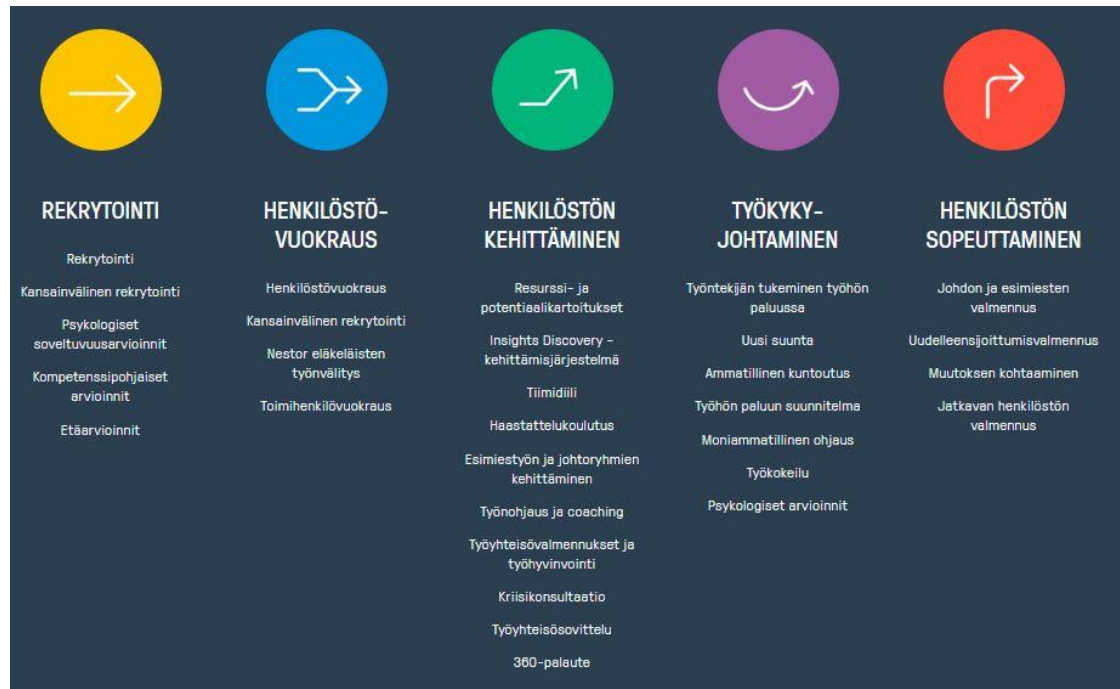 REKRYTOINTI
Rekrytointi
Kansainvälinen rekrytointi
Psykologiset
soveltuvuusarvioinnit
Kompetenssipohjaiset
arvioinnit
Etäarvioinnit
HENKILÖSTÖ-
VUOKRAUS
Henkilöstövuokraus
Kansainvälinen rekrytointi
Nestor eläkeläisten
työnvälitys
Toimihenkilövuokraus
HENKILÖSTÖN
KEHITTÄMINEN
Resurssi- ja
potentiaalikartoitukset
Insights Discovery -
kehittämisjärjestelmä
Tiimidiili
Haastattelukoulutus
Esimiestyön ja johtoryhmien
kehittäminen
Työnohjaus ja coaching
Työyhteisövalmennukset ja
työhyvinvointi
Kriisikonsultaatio
Työyhteisösovittelu
360-palaute
TYÖKYKY-
JOHTAMINEN
Työntekijän tukeminen työhön
paluussa
Uusi suunta
Ammatillinen kuntoutus
Työhön paluun suunnitelma
Moniammatillinen ohjaus
Työkokeilu
Psykologiset arvioinnit
HENKILÖSTÖN
SOPEUTTAMINEN
Johdon ja esimiesten
valmennus
Uudelleensijoittumisvalmennus
Muutoksen kohtaaminen
Jatkavan henkilöstön
valmennus